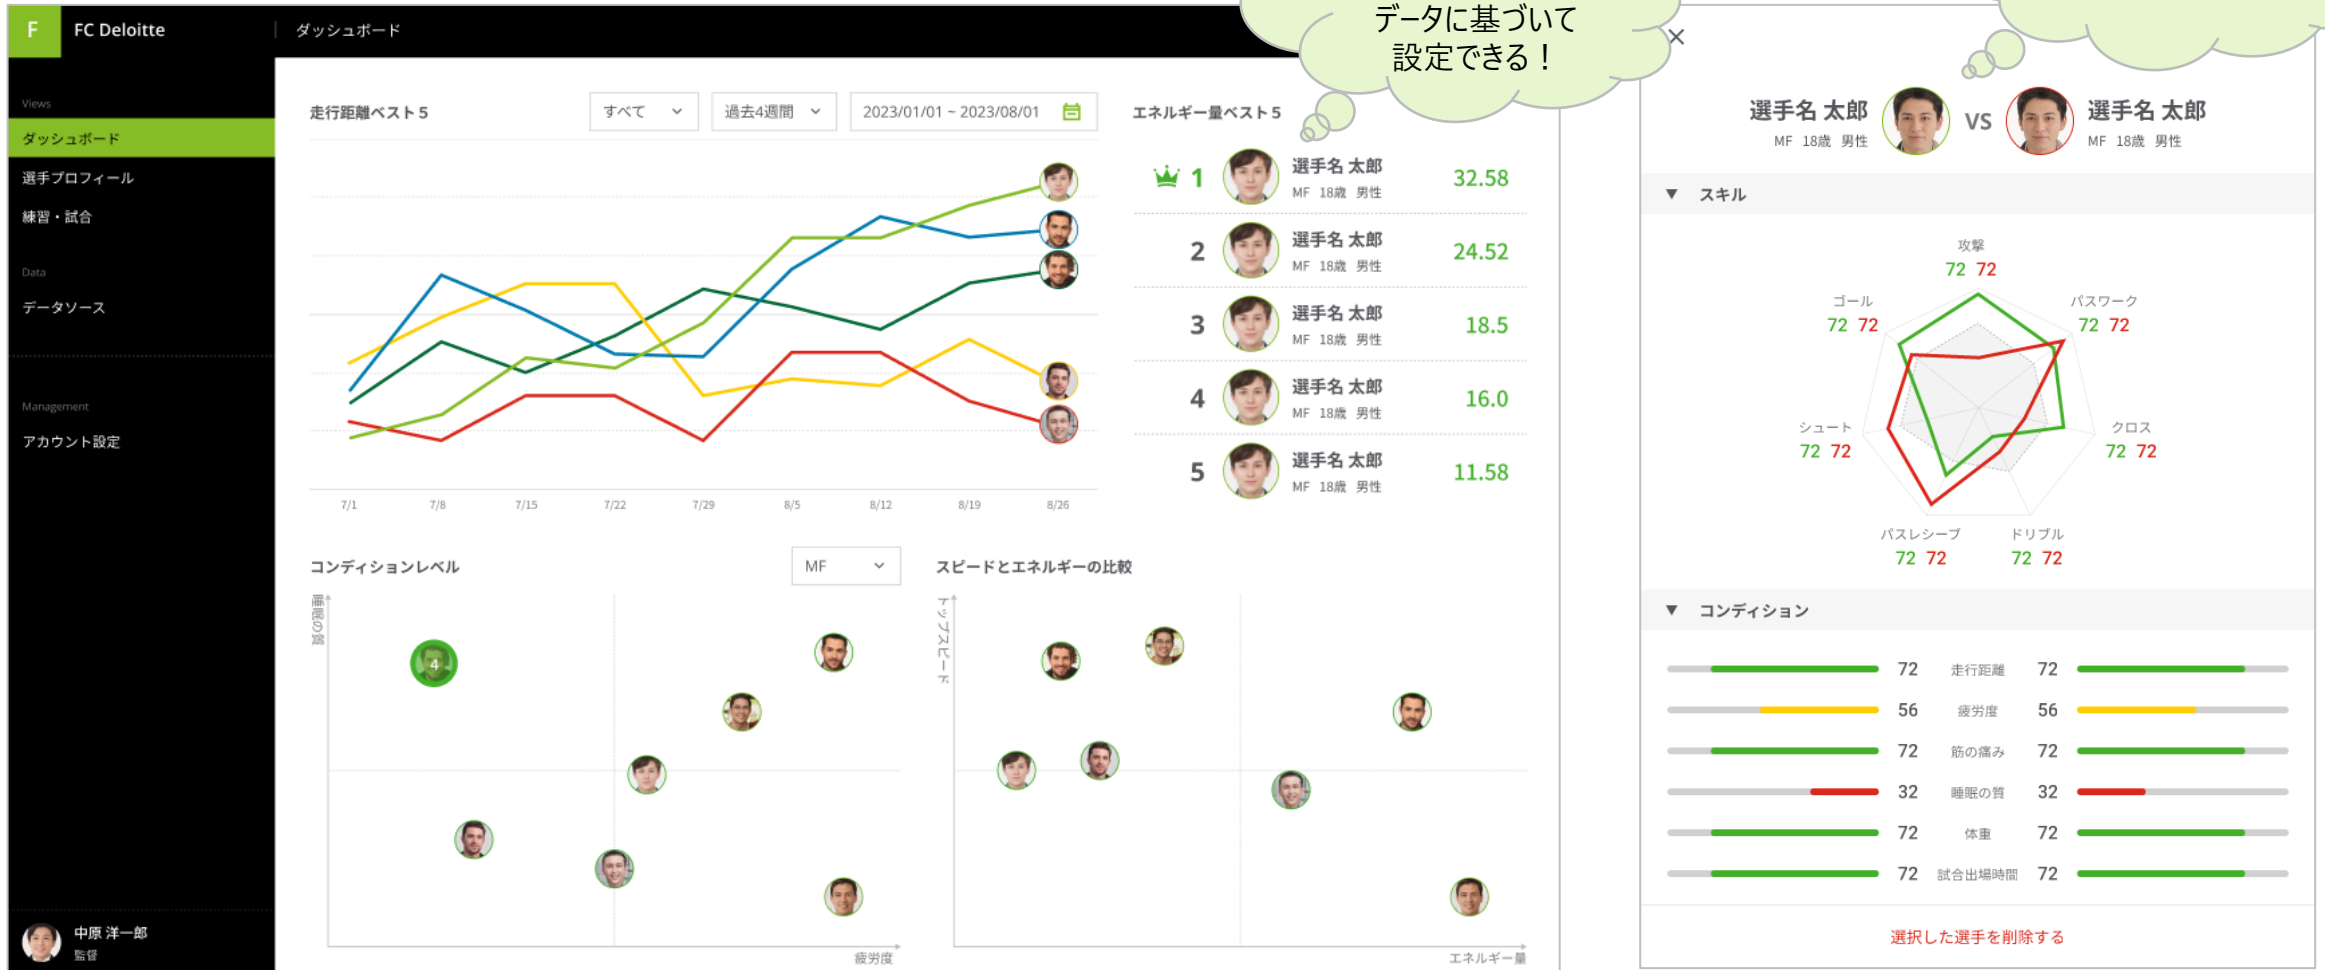 F
FC Deloitte
ダッシュボード
Views
ダッシュボード
選手プロフィール
練習・試合
Data
データソース
Management
アカウント設定
中原 洋一郎
監督
走行距離ベスト5
すべて
過去4週間
2023/01/01 ~ 2023/08/01
7/1 7/8 7/15 7/22 7/29 8/5 8/12 8/19 8/26
データに基づいて
設定できる!
エネルギー量ベスト5
1 選手名 太郎 32.58
MF 18歳 男性
2 選手名 太郎 24.52
MF 18歳 男性
3 選手名 太郎 18.5
MF 18歳 男性
4 選手名 太郎 16.0
MF 18歳 男性
5 選手名 太郎 11.58
MF 18歳 男性
コンディションレベル
MF
睡眠の質
4
疲労度
スピードとエネルギーの比較
トップスピード
エネルギー量
×
選手名 太郎 VS 選手名 太郎
MF 18歳 男性 MF 18歳 男性
▼ スキル
攻撃
72 72
ゴール パスワーク
72 72 72 72
シュート クロス
72 72 72 72
パスレシーブ ドリブル
72 72 72 72
▼ コンディション
72 走行距離 72
56 疲労度 56
72 筋の痛み 72
32 睡眠の質 32
72 体重 72
72 試合出場時間 72
選択した選手を削除する